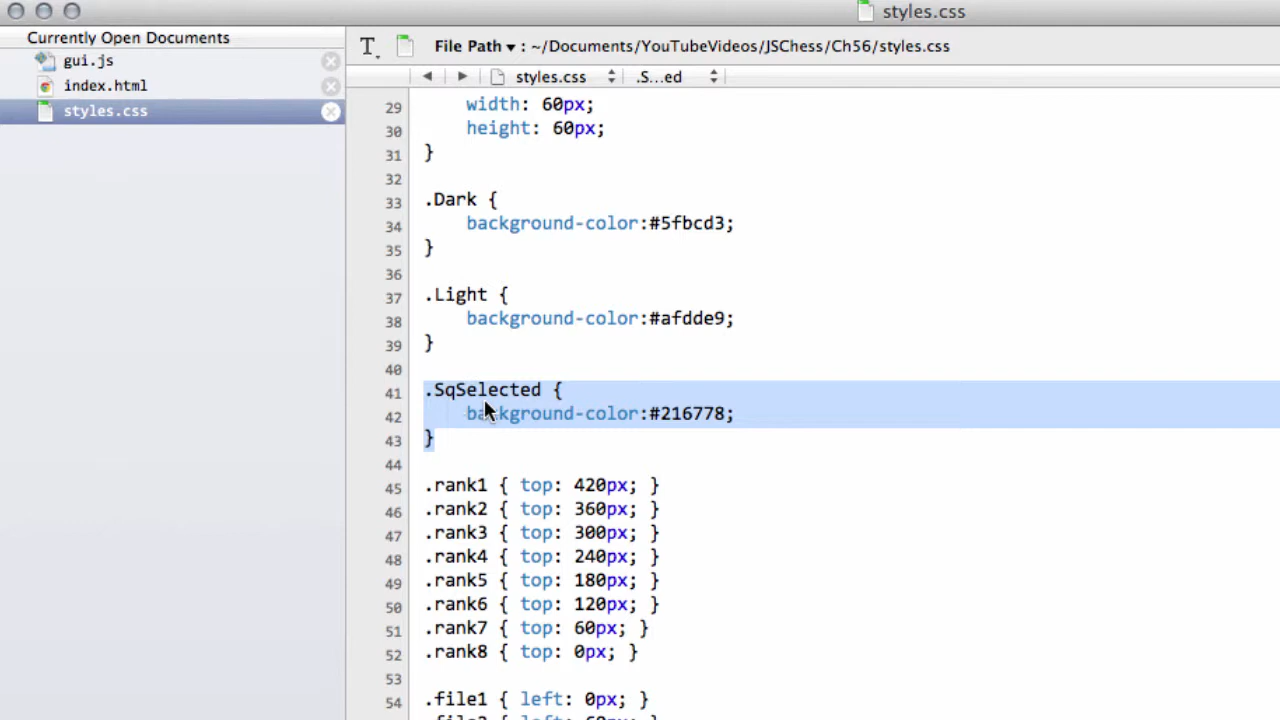 styles.css
Currently Open Documents
gui.js
index.html
styles.css
T
File Path ▾ : ~/Documents/YouTubeVideos/JSChess/Ch56/styles.css
styles.css
.S...ed
29 width: 60px;
30 height: 60px;
31 }
32
33 .Dark {
34 background-color:#5fbcd3;
35 }
36
37 .Light {
38 background-color:#afdde9;
39 }
40
41 .SqSelected {
42 background-color:#216778;
43 }
44
45 .rank1 { top: 420px; }
46 .rank2 { top: 360px; }
47 .rank3 { top: 300px; }
48 .rank4 { top: 240px; }
49 .rank5 { top: 180px; }
50 .rank6 { top: 120px; }
51 .rank7 { top: 60px; }
52 .rank8 { top: 0px; }
53
54 .file1 { left: 0px; }